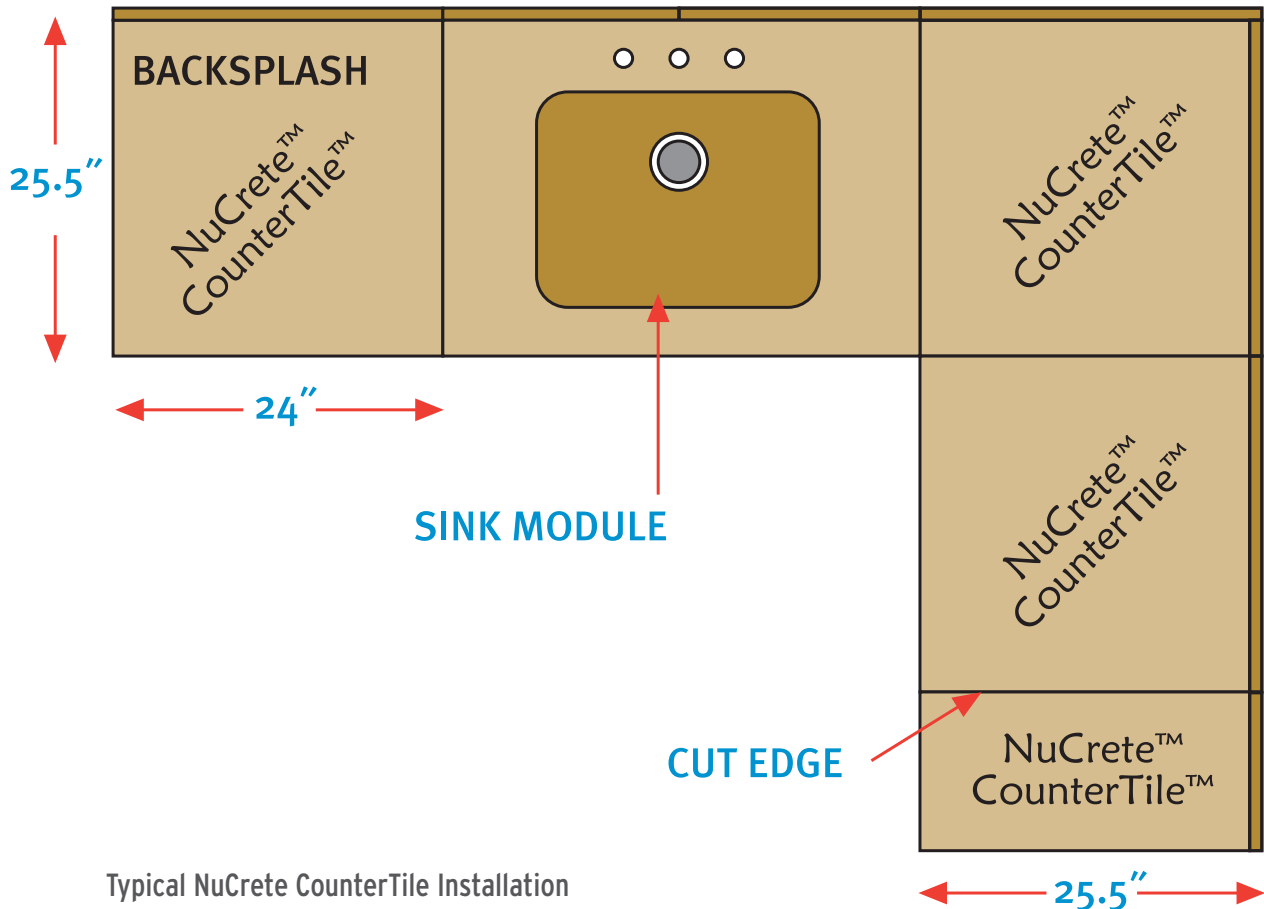 BACKSPLASH
NuCrete™
CounterTile™
NuCrete™
CounterTile™
25.5″
24″
SINK MODULE
NuCrete™
CounterTile™
CUT EDGE
NuCrete™
CounterTile™
Typical NuCrete CounterTile Installation
25.5″